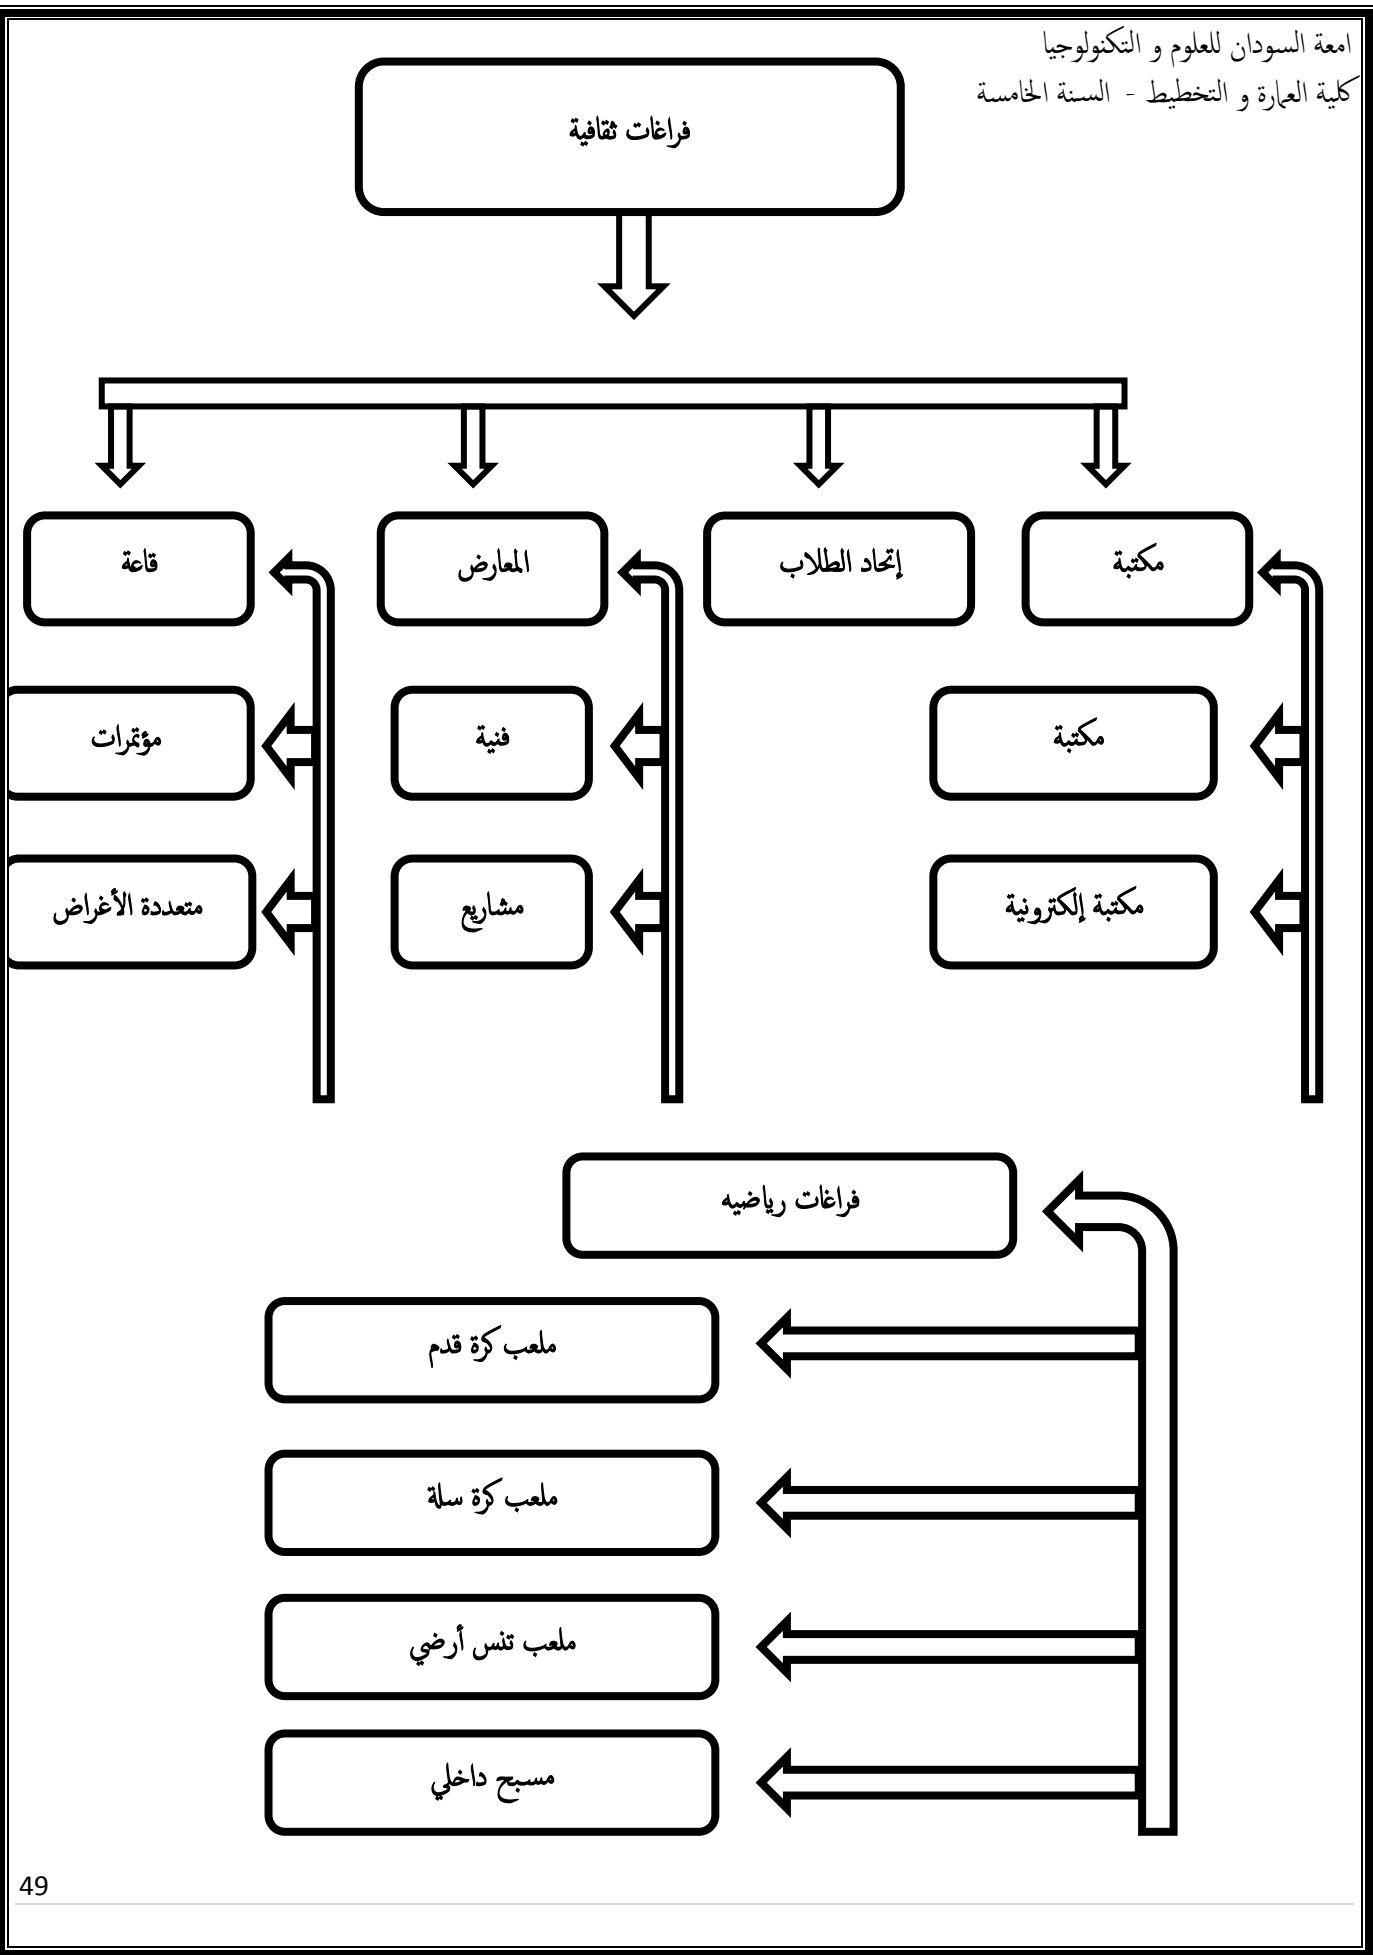 امعة السودان للعلوم و التكنولوجيا
كلية العمارة و التخطيط - السنة الخامسة
فراغات ثقافية
مكتبة
إتحاد الطلاب
المعارض
قاعة
مكتبة
فنية
مؤتمرات
مكتبة إلكترونية
مشاريع
متعددة الأغراض
فراغات رياضيه
ملعب كرة قدم
ملعب كرة سلة
ملعب تنس أرضي
مسبح داخلي
49